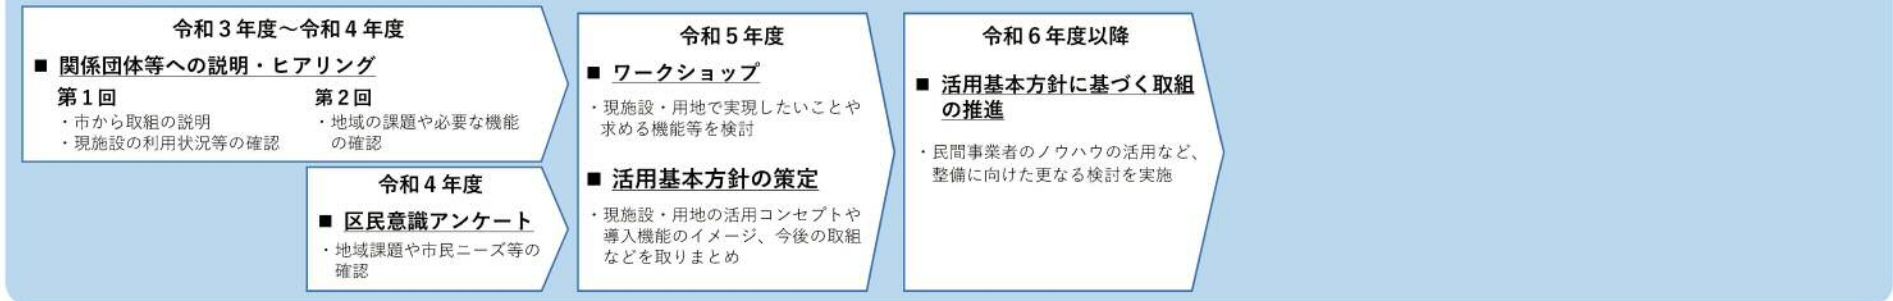 令和３年度～令和４年度
■ 関係団体等への説明・ヒアリング
第１回
・市から取組の説明
・現施設の利用状況等の確認
第２回
・地域の課題や必要な機能
の確認
令和４年度
■ 区民意識アンケート
・地域課題や市民ニーズ等の
確認
令和５年度
■ ワークショップ
・現施設・用地で実現したいことや
求める機能等を検討
■ 活用基本方針の策定
・現施設・用地の活用コンセプトや
導入機能のイメージ、今後の取組
などを取りまとめ
令和６年度以降
■ 活用基本方針に基づく取組
の推進
・民間事業者のノウハウの活用など、
整備に向けた更なる検討を実施